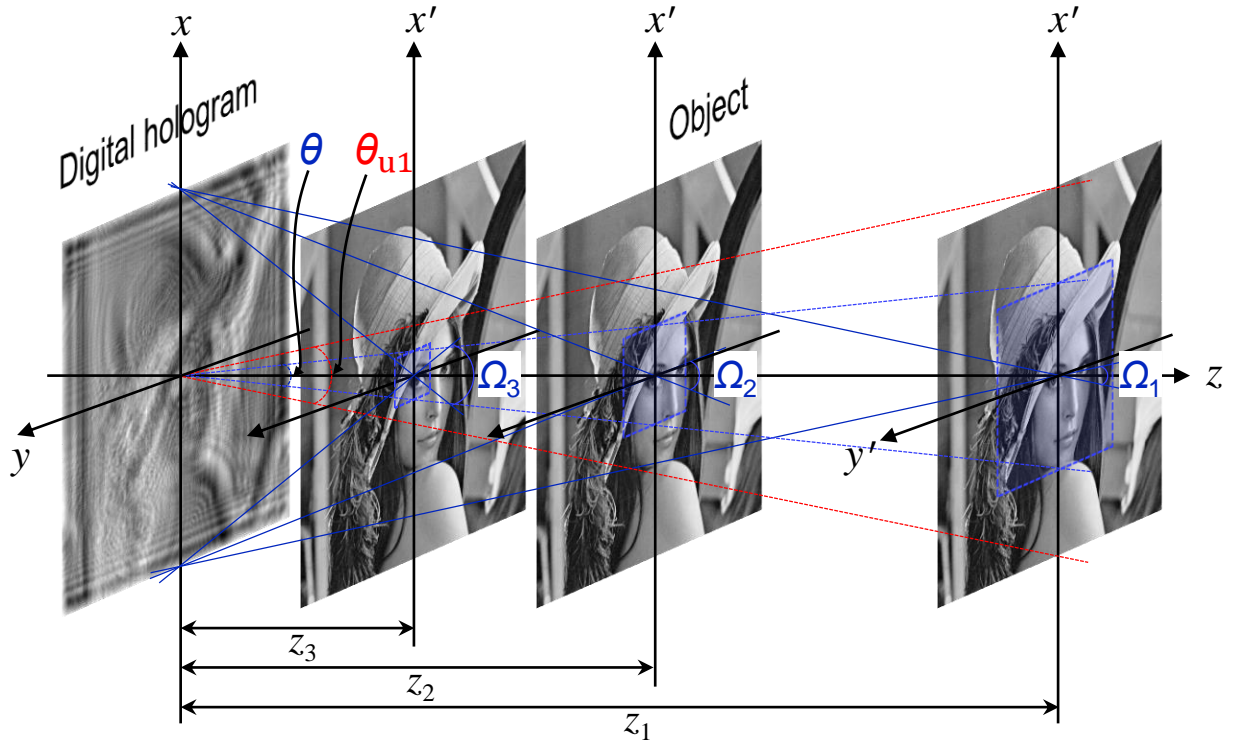 x
x′
x′
x′
Digital hologram
Object
θ
θu1
Ω3
Ω2
Ω1
z
y
y′
z3
z2
z1